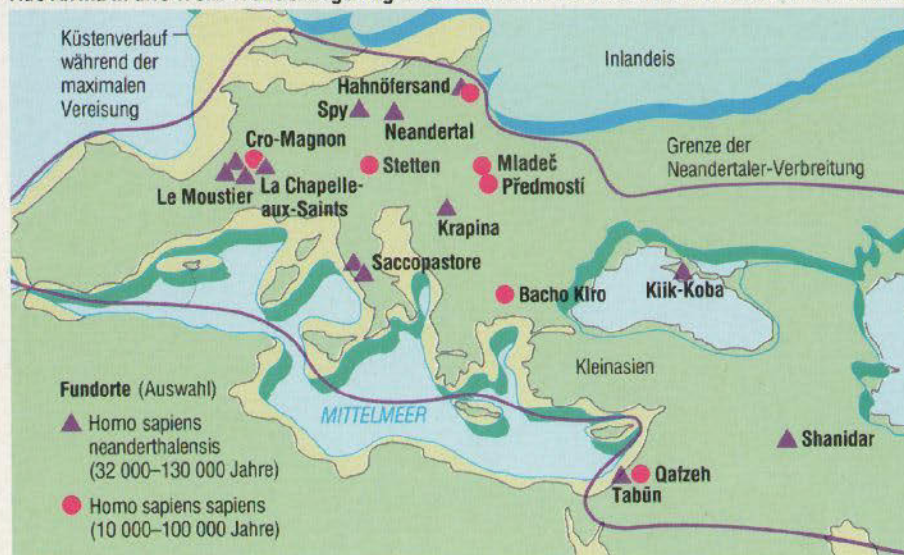 Küstenverlauf
während der
maximalen
Vereisung
Inlandeis
Hahnöfersand
Spy
Neandertal
Grenze der
Neandertaler-Verbreitung
Cro-Magnon
Stetten
Mladeč
Předmostí
Le Moustier
La Chapelle-
aux-Saints
Krapina
Saccopastore
Kiik-Koba
Bacho Kiro
Kleinasien
MITTELMEER
Shanidar
Qafzeh
Tabūn
Fundorte (Auswahl)
Homo sapiens
neanderthalensis
(32 000–130 000 Jahre)
Homo sapiens sapiens
(10 000–100 000 Jahre)